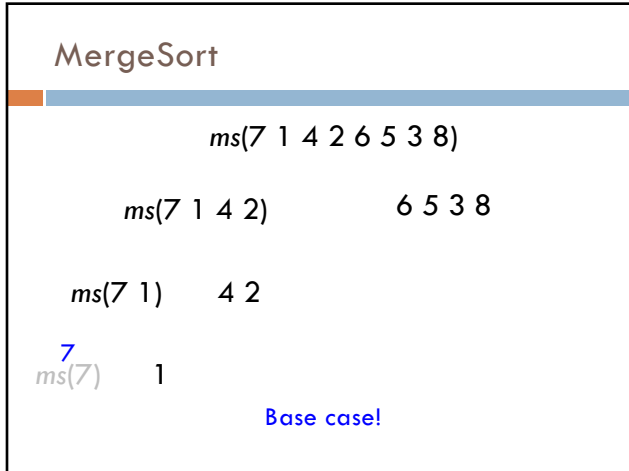 MergeSort
ms(7 1 4 2 6 5 3 8)
ms(7 1 4 2) 6 5 3 8
ms(7 1) 4 2
7
ms(7) 1
Base case!